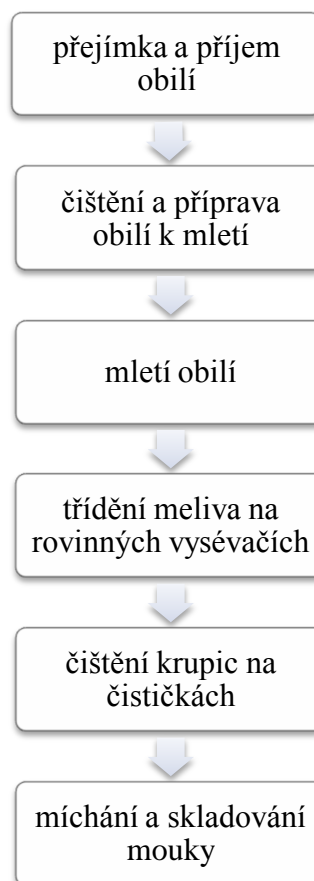 přejímka a příjem
obilí
čištění a příprava
obilí k mletí
mletí obilí
třídění meliva na
rovinných vysévačích
čištění krupic na
čističkách
míchání a skladování
mouky